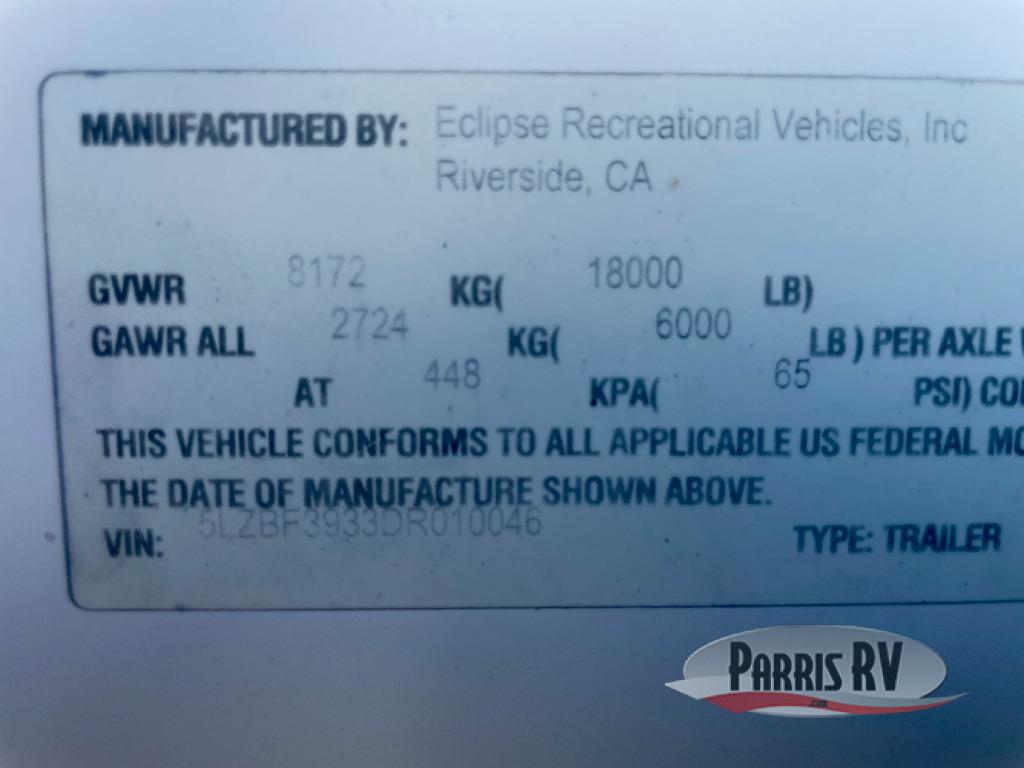 MANUFACTURED BY: Eclipse Recreational Vehicles, Inc
Riverside, CA
GVWR 8172 KG( 18000 LB)
GAWR ALL 2724 KG( 6000 LB ) PER AXLE
AT 448 KPA( 65 PSI)
THIS VEHICLE CONFORMS TO ALL APPLICABLE US FEDERAL
THE DATE OF MANUFACTURE SHOWN ABOVE.
VIN: 5LZBF3933DR010046 TYPE: TRAILER
PARRIS RV
.com